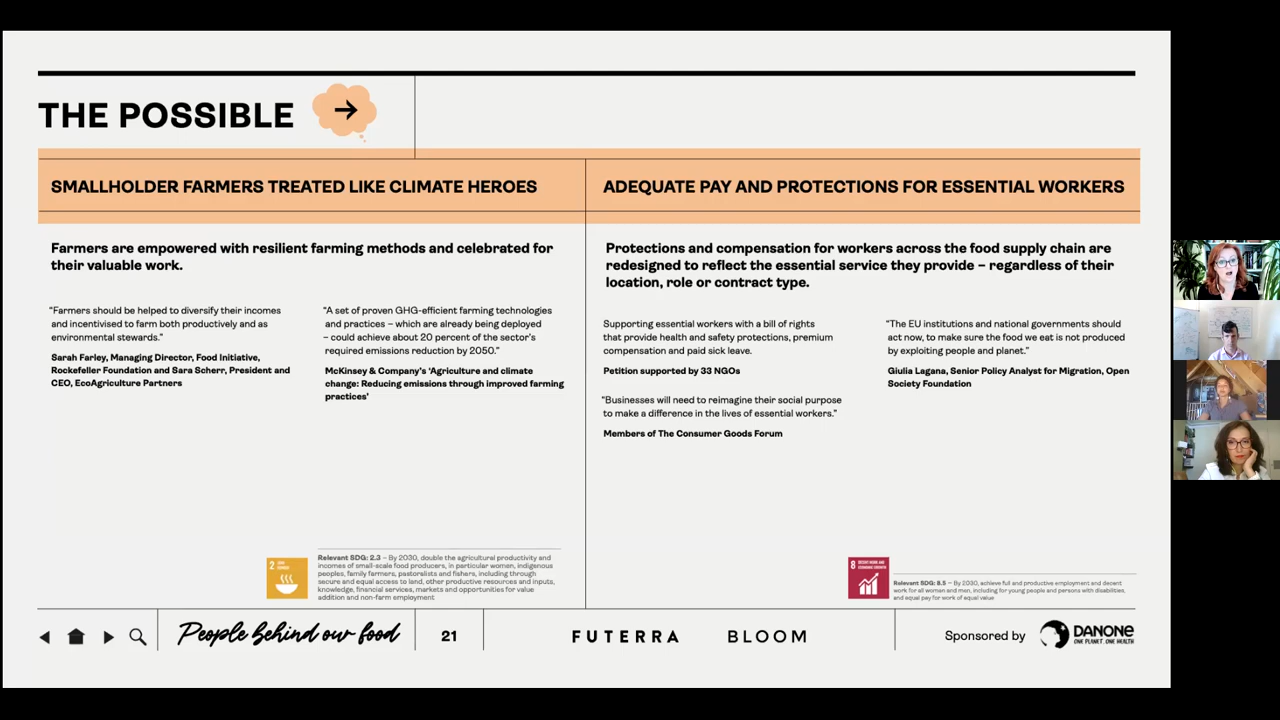 THE POSSIBLE
SMALLHOLDER FARMERS TREATED LIKE CLIMATE HEROES
Farmers are empowered with resilient farming methods and celebrated for
their valuable work.
“Farmers should be helped to diversify their incomes
and incentivised to farm both productively and as
environmental stewards.”
Sarah Farley, Managing Director, Food Initiative,
Rockefeller Foundation and Sara Scherr, President and
CEO, EcoAgriculture Partners
“A set of proven GHG-efficient farming technologies
and practices – which are already being deployed
– could achieve about 20 percent of the sector’s
required emissions reduction by 2050.”
McKinsey & Company’s ‘Agriculture and climate
change: Reducing emissions through improved farming
practices’
2 ZERO
HUNGER
Relevant SDG: 2.3 – By 2030, double the agricultural productivity and
incomes of small-scale food producers, in particular women, indigenous
peoples, family farmers, pastoralists and fishers, including through
secure and equal access to land, other productive resources and inputs,
knowledge, financial services, markets and opportunities for value
addition and non-farm employment
ADEQUATE PAY AND PROTECTIONS FOR ESSENTIAL WORKERS
Protections and compensation for workers across the food supply chain are
redesigned to reflect the essential service they provide – regardless of their
location, role or contract type.
Supporting essential workers with a bill of rights
that provide health and safety protections, premium
compensation and paid sick leave.
Petition supported by 33 NGOs
“Businesses will need to reimagine their social purpose
to make a difference in the lives of essential workers.”
Members of The Consumer Goods Forum
“The EU institutions and national governments should
act now, to make sure the food we eat is not produced
by exploiting people and planet.”
Giulia Lagana, Senior Policy Analyst for Migration, Open
Society Foundation
8 DECENT WORK AND
ECONOMIC GROWTH
Relevant SDG: 8.5 – By 2030, achieve full and productive employment and decent
work for all women and men, including for young people and persons with disabilities,
and equal pay for work of equal value
People behind our food
21
FUTERRA
BLOOM
Sponsored by
DANONE
ONE PLANET. ONE HEALTH